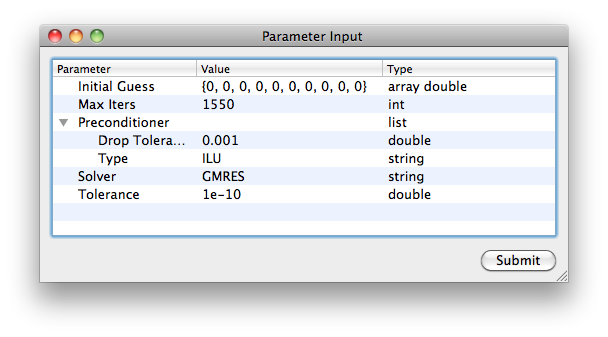 Parameter Input
Parameter Value Type
Initial Guess {0, 0, 0, 0, 0, 0, 0, 0, 0, 0} array double
Max Iters 1550 int
Preconditioner list
Drop Tolera... 0.001 double
Type ILU string
Solver GMRES string
Tolerance 1e-10 double
Submit